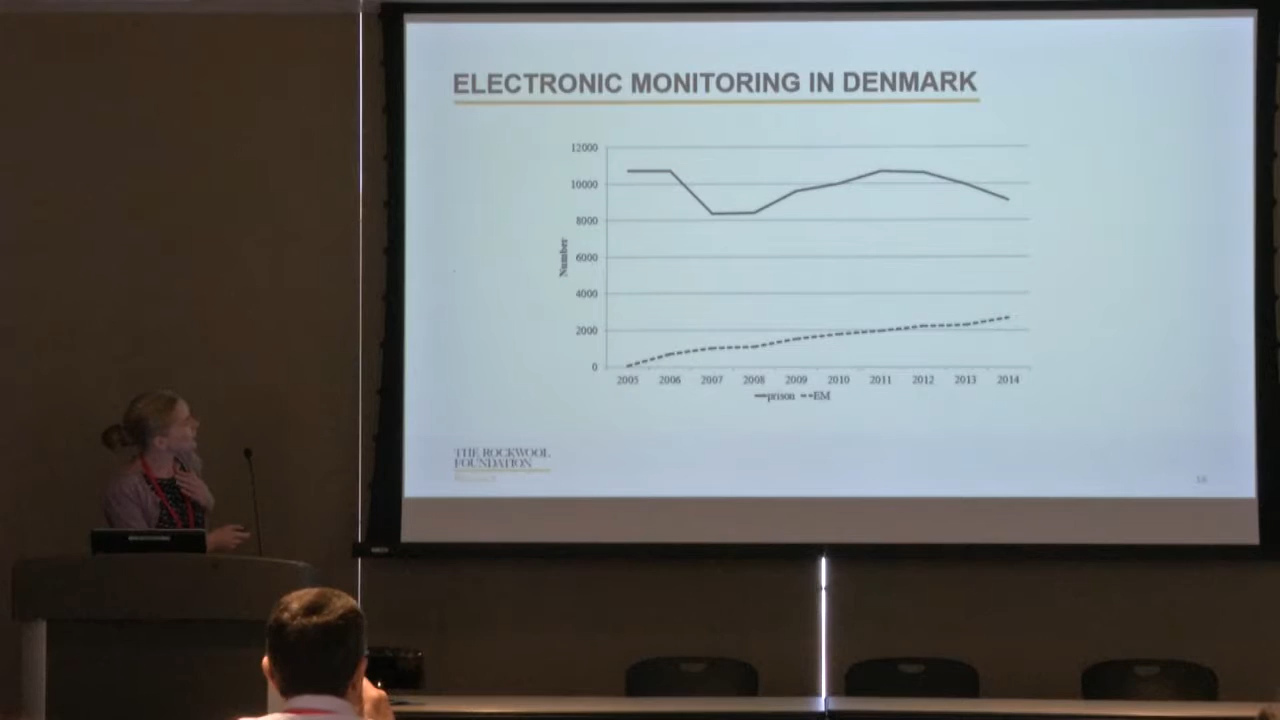 ELECTRONIC MONITORING IN DENMARK
12000
10000
8000
6000
4000
2000
0
Number
2005 2006 2007 2008 2009 2010 2011 2012 2013 2014
prison EM
THE ROCKWOOL
FOUNDATION